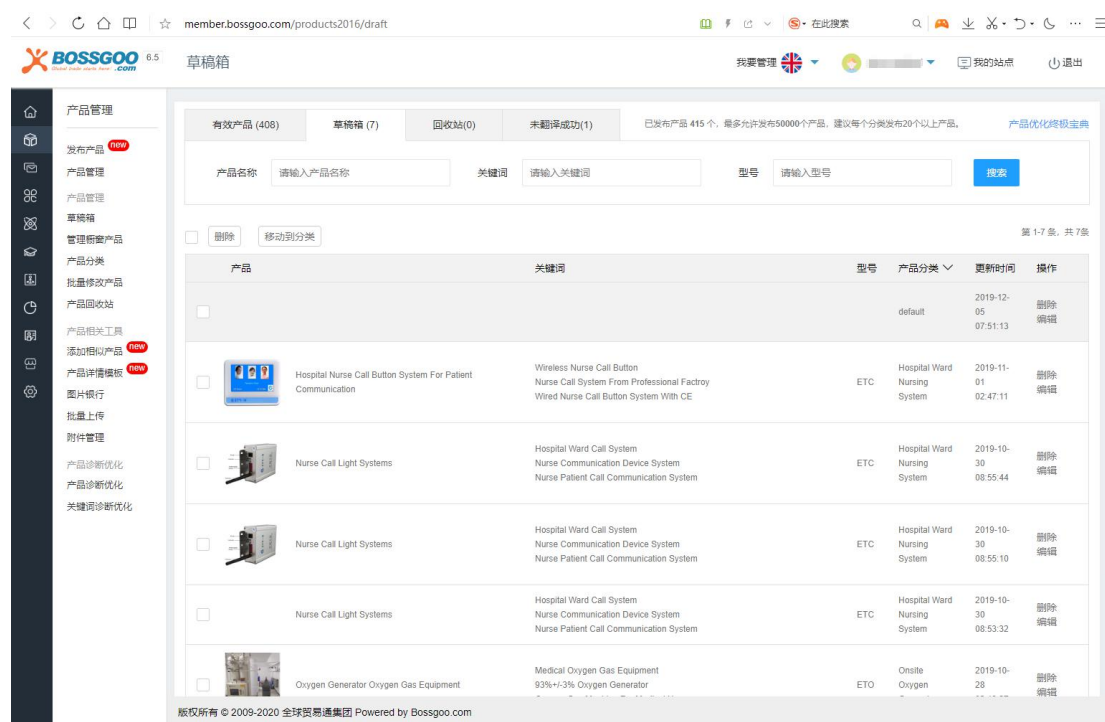 member.bossgoo.com/products2016/draft
在此搜索
BOSSGOO 6.5
.com
草稿箱
我要管理
我的站点
退出
产品管理
发布产品 new
产品管理
产品管理
草稿箱
管理橱窗产品
产品分类
批量修改产品
产品回收站
产品相关工具
添加相似产品 new
产品详情模板 new
图片银行
批量上传
附件管理
产品诊断优化
产品诊断优化
关键词诊断优化
有效产品 (408) 草稿箱 (7) 回收站(0) 未翻译成功(1) 已发布产品 415 个，最多允许发布50000个产品，建议每个分类发布20个以上产品。 产品优化终极宝典
产品名称 请输入产品名称 关键词 请输入关键词 型号 请输入型号 搜索
删除 移动到分类 第 1-7 条，共 7条
产品 关键词 型号 产品分类 更新时间 操作
default
2019-12-
05
07:51:13
删除
编辑
Hospital Nurse Call Button System For Patient
Communication
Wireless Nurse Call Button
Nurse Call System From Professional Factroy
Wired Nurse Call Button System With CE
ETC
Hospital Ward
Nursing
System
2019-11-
01
02:47:11
删除
编辑
Nurse Call Light Systems
Hospital Ward Call System
Nurse Communication Device System
Nurse Patient Call Communication System
ETC
Hospital Ward
Nursing
System
2019-10-
30
08:55:44
删除
编辑
Nurse Call Light Systems
Hospital Ward Call System
Nurse Communication Device System
Nurse Patient Call Communication System
ETC
Hospital Ward
Nursing
System
2019-10-
30
08:55:10
删除
编辑
Nurse Call Light Systems
Hospital Ward Call System
Nurse Communication Device System
Nurse Patient Call Communication System
ETC
Hospital Ward
Nursing
System
2019-10-
30
08:53:32
删除
编辑
Oxygen Generator Oxygen Gas Equipment
Medical Oxygen Gas Equipment
93%+/-3% Oxygen Generator
ETO
Onsite
Oxygen
2019-10-
28
删除
编辑
版权所有 © 2009-2020 全球贸易通集团 Powered by Bossgoo.com